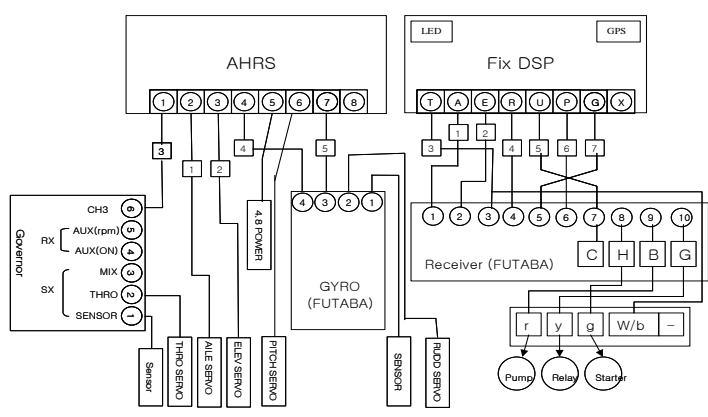 LED
GPS
AHRS
Fix DSP
1 2 3 4 5 6 7 8
T A E R U P G X
3 1 2 4 5
3 1 2 4 5 6 7
4 3 2 1
GYRO
(FUTABA)
1 2 3 4 5 6 7 8 9 10
C H B G
Receiver (FUTABA)
r y g W/b -
Pump Relay Starter
Governor
CH3 6
RX
AUX(rpm) 5
AUX(ON) 4
MIX 3
SX
THRO 2
SENSOR 1
Sensor
THRO SERVO
AILE SERVO
ELEV SERVO
4.8 POWER
PITCH SERVO
SENSOR
RUDD SERVO